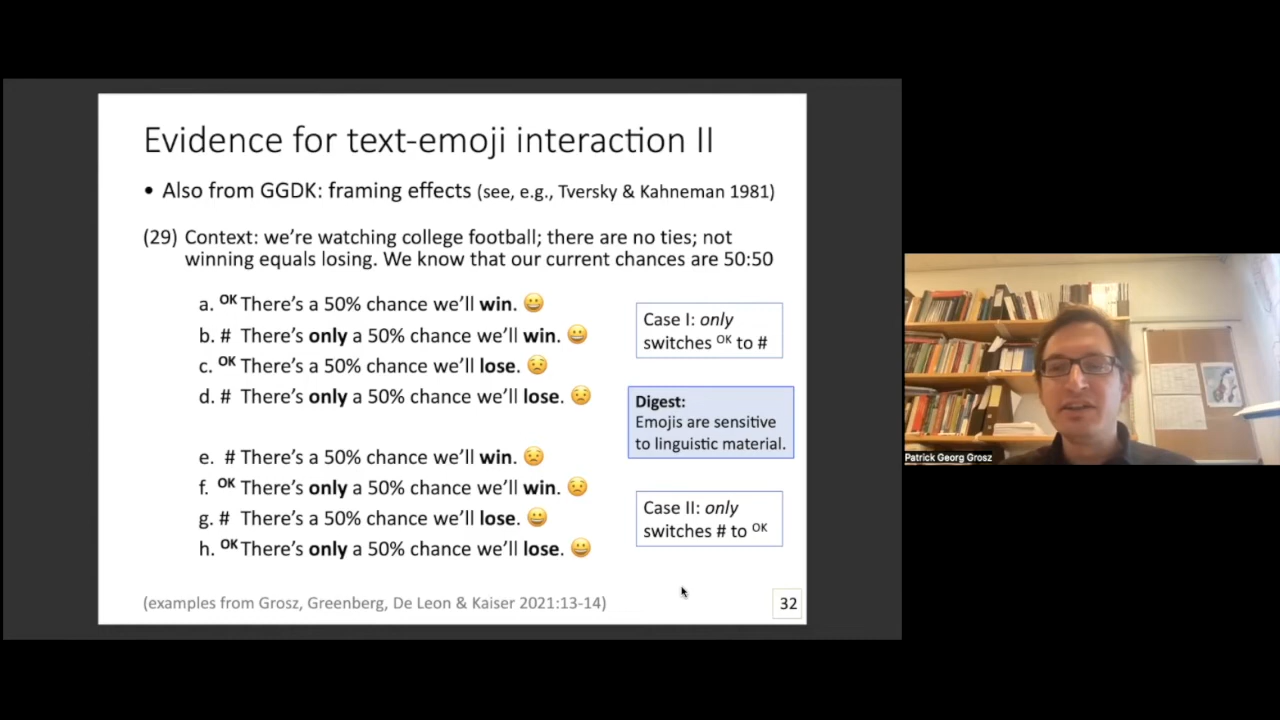 Evidence for text-emoji interaction II
• Also from GGDK: framing effects (see, e.g., Tversky & Kahneman 1981)
(29) Context: we're watching college football; there are no ties; not
winning equals losing. We know that our current chances are 50:50
a. OK There's a 50% chance we'll win. 😀
b. # There's only a 50% chance we'll win. 😀
c. OK There's a 50% chance we'll lose. 😟
d. # There's only a 50% chance we'll lose. 😟
Case I: only
switches OK to #
Digest:
Emojis are sensitive
to linguistic material.
e. # There's a 50% chance we'll win. 😟
f. OK There's only a 50% chance we'll win. 😟
g. # There's a 50% chance we'll lose. 😀
h. OK There's only a 50% chance we'll lose. 😀
Case II: only
switches # to OK
(examples from Grosz, Greenberg, De Leon & Kaiser 2021:13-14)
32
Patrick Georg Grosz